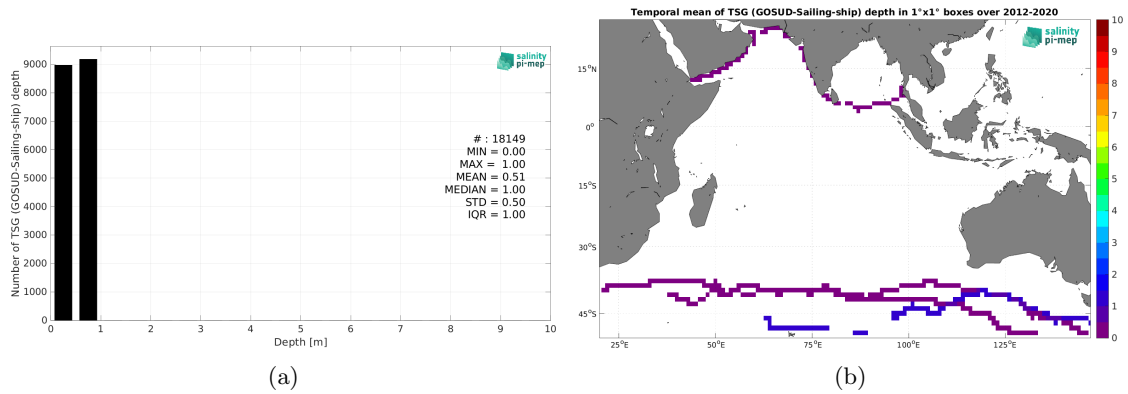 Number of TSG (GOSUD-Sailing-ship) depth
9000
8000
7000
6000
5000
4000
3000
2000
1000
0
salinity
pi-mep
# : 18149
MIN = 0.00
MAX = 1.00
MEAN = 0.51
MEDIAN = 1.00
STD = 0.50
IQR = 1.00
0 1 2 3 4 5 6 7 8 9 10
Depth [m]
(a)
Temporal mean of TSG (GOSUD-Sailing-ship) depth in 1°x1° boxes over 2012-2020
salinity
pi-mep
15°N
0°
15°S
30°S
45°S
25°E 50°E 75°E 100°E 125°E
10
9
8
7
6
5
4
3
2
1
0
(b)